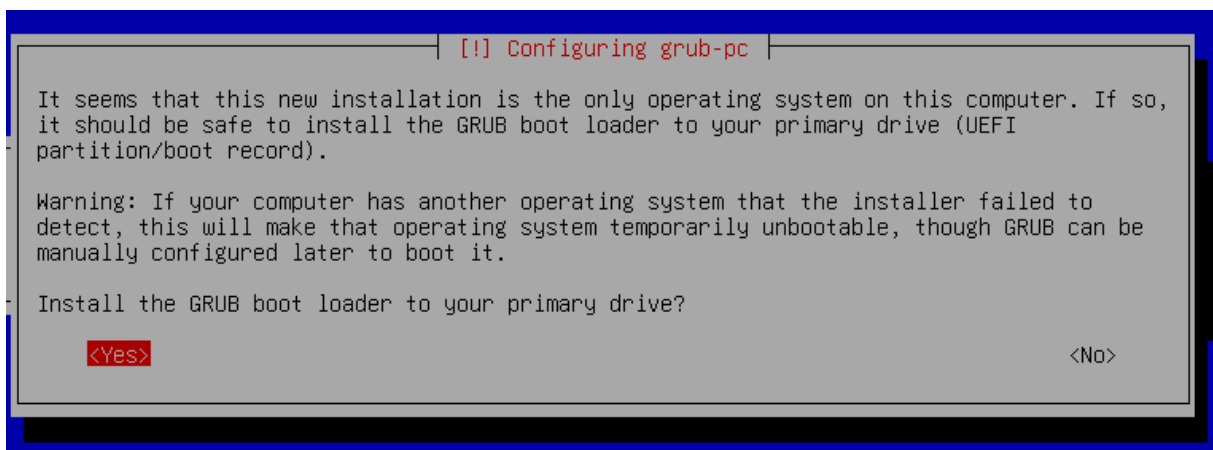 [!] Configuring grub-pc
It seems that this new installation is the only operating system on this computer. If so,
it should be safe to install the GRUB boot loader to your primary drive (UEFI
partition/boot record).
Warning: If your computer has another operating system that the installer failed to
detect, this will make that operating system temporarily unbootable, though GRUB can be
manually configured later to boot it.
Install the GRUB boot loader to your primary drive?
<Yes> <No>